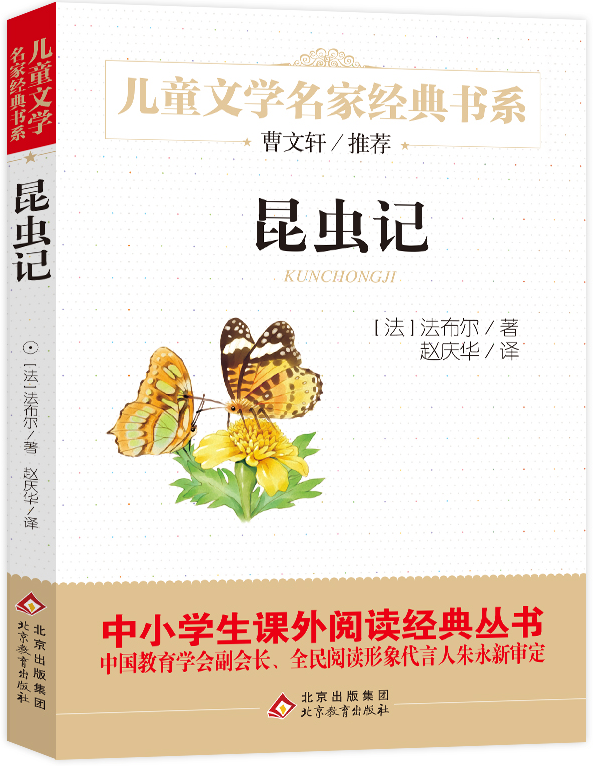 儿童文学
名家经典书系
昆虫记
[法]法布尔/著
赵庆华/译
北京出版集团
北京教育出版社
儿童文学名家经典书系
曹文轩/推荐
昆虫记
KUNCHONGJI
[法]法布尔/著
赵庆华/译
中小学生课外阅读经典丛书
中国教育学会副会长、全民阅读形象代言人朱永新审定
北京出版集团
北京教育出版社